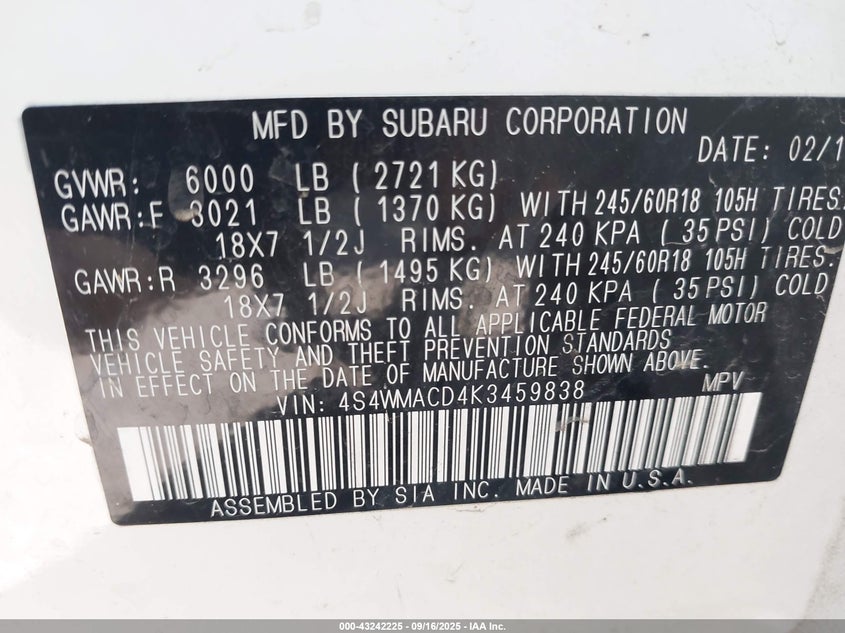 MFD BY SUBARU CORPORATION
DATE: 02/1
GVWR: 6000 LB ( 2721 KG)
GAWR:F 3021 LB ( 1370 KG) WITH 245/60R18 105H TIRES.
18X7 1/2J RIMS. AT 240 KPA ( 35 PSI) COLD
GAWR:R 3296 LB ( 1495 KG) WITH 245/60R18 105H TIRES.
18X7 1/2J RIMS. AT 240 KPA ( 35 PSI) COLD
THIS VEHICLE CONFORMS TO ALL APPLICABLE FEDERAL MOTOR
VEHICLE SAFETY AND THEFT PREVENTION STANDARDS
IN EFFECT ON THE DATE OF MANUFACTURE SHOWN ABOVE.
VIN: 4S4WMACD4K3459838 MPV
ASSEMBLED BY SIA INC. MADE IN U.S.A.
000-43242225 - 09/16/2025 - IAA Inc.